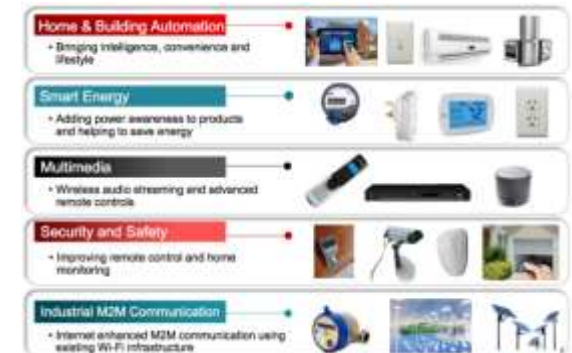 Home & Building Automation
• Bringing intelligence, convenience and
lifestyle
Smart Energy
• Adding power awareness to products
and helping to save energy
Multimedia
• Wireless audio streaming and advanced
remote controls
Security and Safety
• Improving remote control and home
monitoring
Industrial M2M Communication
• Internet enhanced M2M communication using
existing Wi-Fi infrastructure